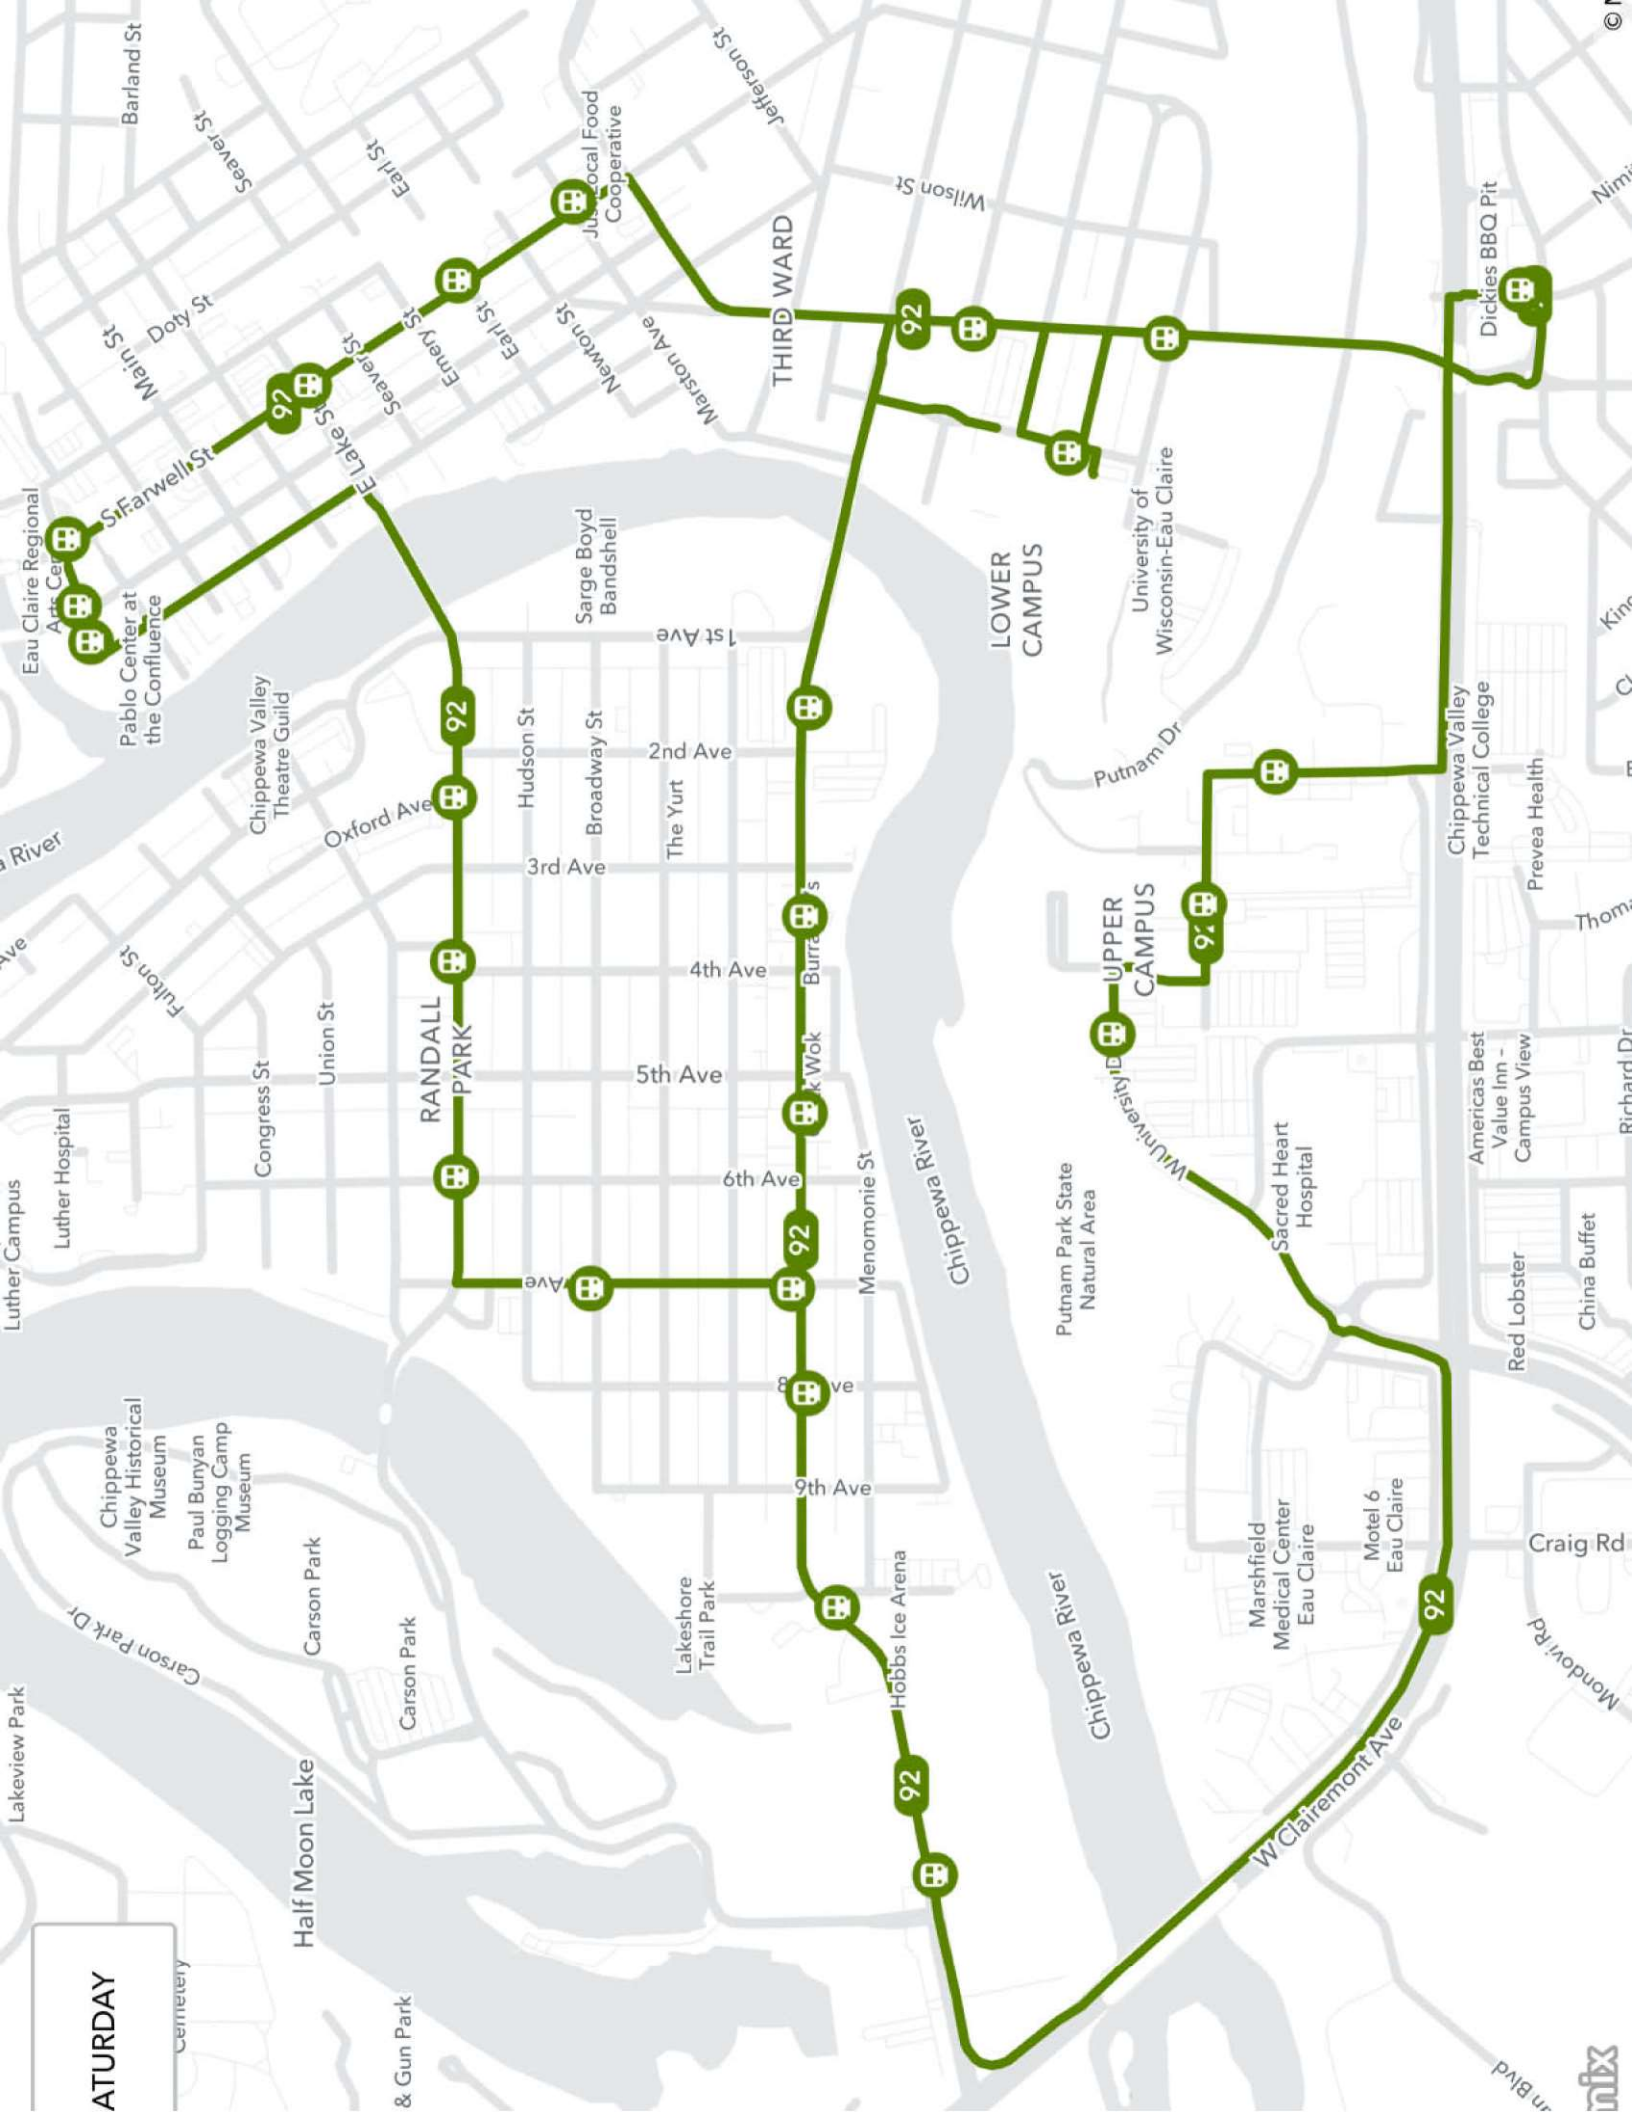 ATURDAY
Lakeview Park
Luther Campus
Luther Hospital
Eau Claire Regional
Pablo Center at
the Confluence
Barland St
Seaver St
Earl St
Main St
Doty St
S Farwell St
E Lake St
Seaver St
Emery St
Earl St
Newton St
Marston Ave
Jefferson St
Local Food
Cooperative
92
THIRD WARD
Wilson St
92
Chippewa
Valley Historical
Museum
Paul Bunyan
Logging Camp
Museum
Carson Park
Carson Park
Carson Park Dr
Half Moon Lake
& Gun Park
Fulton St
Congress St
Union St
Chippewa Valley
Theatre Guild
Oxford Ave
92
RANDALL
PARK
Hudson St
Broadway St
Sarge Boyd
Bandshell
The Yurt
1st Ave
2nd Ave
3rd Ave
4th Ave
5th Ave
6th Ave
Ave
9th Ave
92
Wok
Menomonie St
Lakeshore
Trail Park
Hobbs Ice Arena
92
Chippewa River
Chippewa River
LOWER
CAMPUS
University of
Wisconsin-Eau Claire
Putnam Dr
UPPER
CAMPUS
Putnam Park State
Natural Area
W University
Sacred Heart
Hospital
Marshfield
Medical Center
Eau Claire
Motel 6
Eau Claire
92
W Clairemont Ave
Chippewa Valley
Technical College
Prevea Health
Dickies BBQ Pit
Americas Best
Value Inn -
Campus View
Red Lobster
China Buffet
Craig Rd
Mondovi Rd
Richard Dr
River